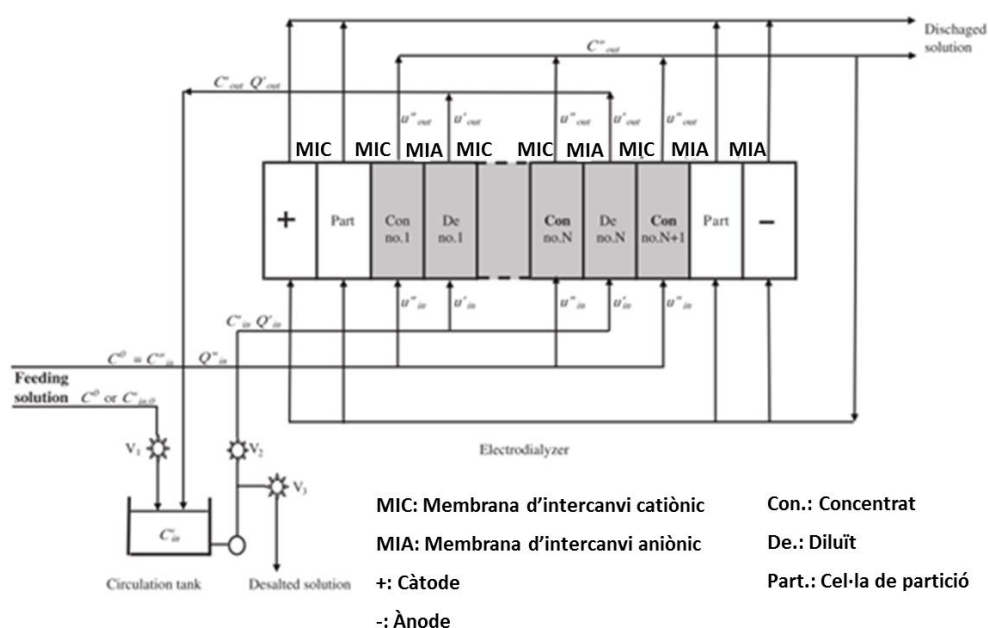 Dischaged
solution
C"out
C'out Q'out
u"out u'out u"out u'out u"out
MIC MIC MIA MIC MIC MIA MIC MIA MIA
+ Part Con no.1 De no.1 Con no.N De no.N Con no.N+1 Part −
u"in u'in u"in u'in u"in
C'in Q'in
C⁰ = C"in Q"in
Feeding
solution C⁰ or C'in,0
V₁ V₂
V₃
Electrodialyzer
C'in
Circulation tank Desalted solution
MIC: Membrana d’intercanvi catiònic
MIA: Membrana d’intercanvi aniònic
+: Càtode
-: Ànode
Con.: Concentrat
De.: Diluït
Part.: Cel·la de partició